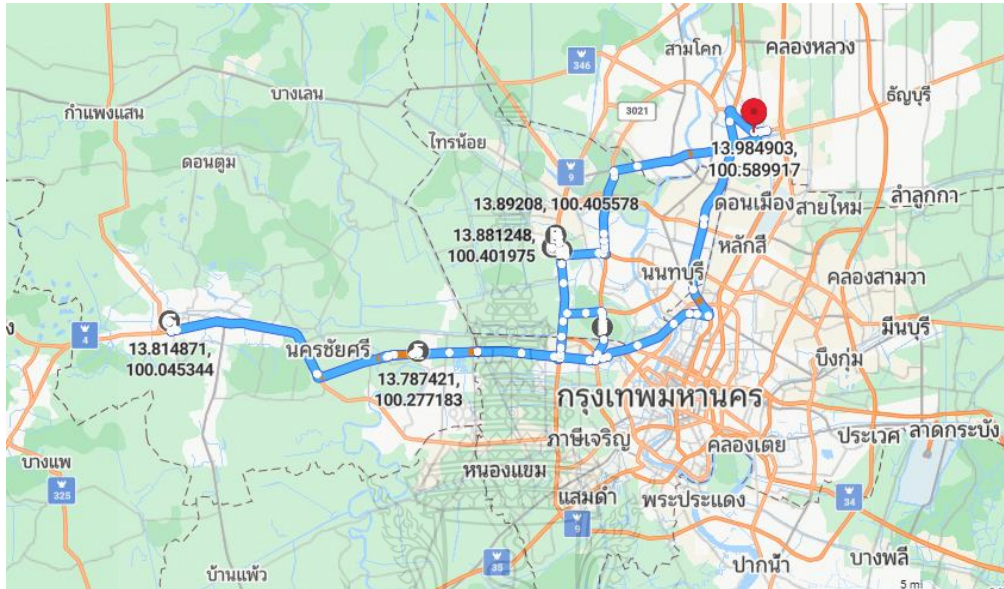 สามโคก
คลองหลวง
346
บางเลน
กำแพงแสน
3021
ธัญบุรี
ไทรน้อย
13.984903,
100.589917
ดอนตูม
9
13.89208, 100.405578
ดอนเมือง
สายไหม
ลำลูกกา
13.881248,
100.401975
หลักสี่
นนทบุรี
คลองสามวา
4
13.814871,
100.045344
นครชัยศรี
มีนบุรี
บึงกุ่ม
13.787421,
100.277183
กรุงเทพมหานคร
ภาษีเจริญ
คลองเตย
ประเวศ
ลาดกระบัง
บางแพ
หนองแขม
325
แสมดำ
พระประแดง
34
9
35
บางพลี
ปากน้ำ
บ้านแพ้ว
5 mi